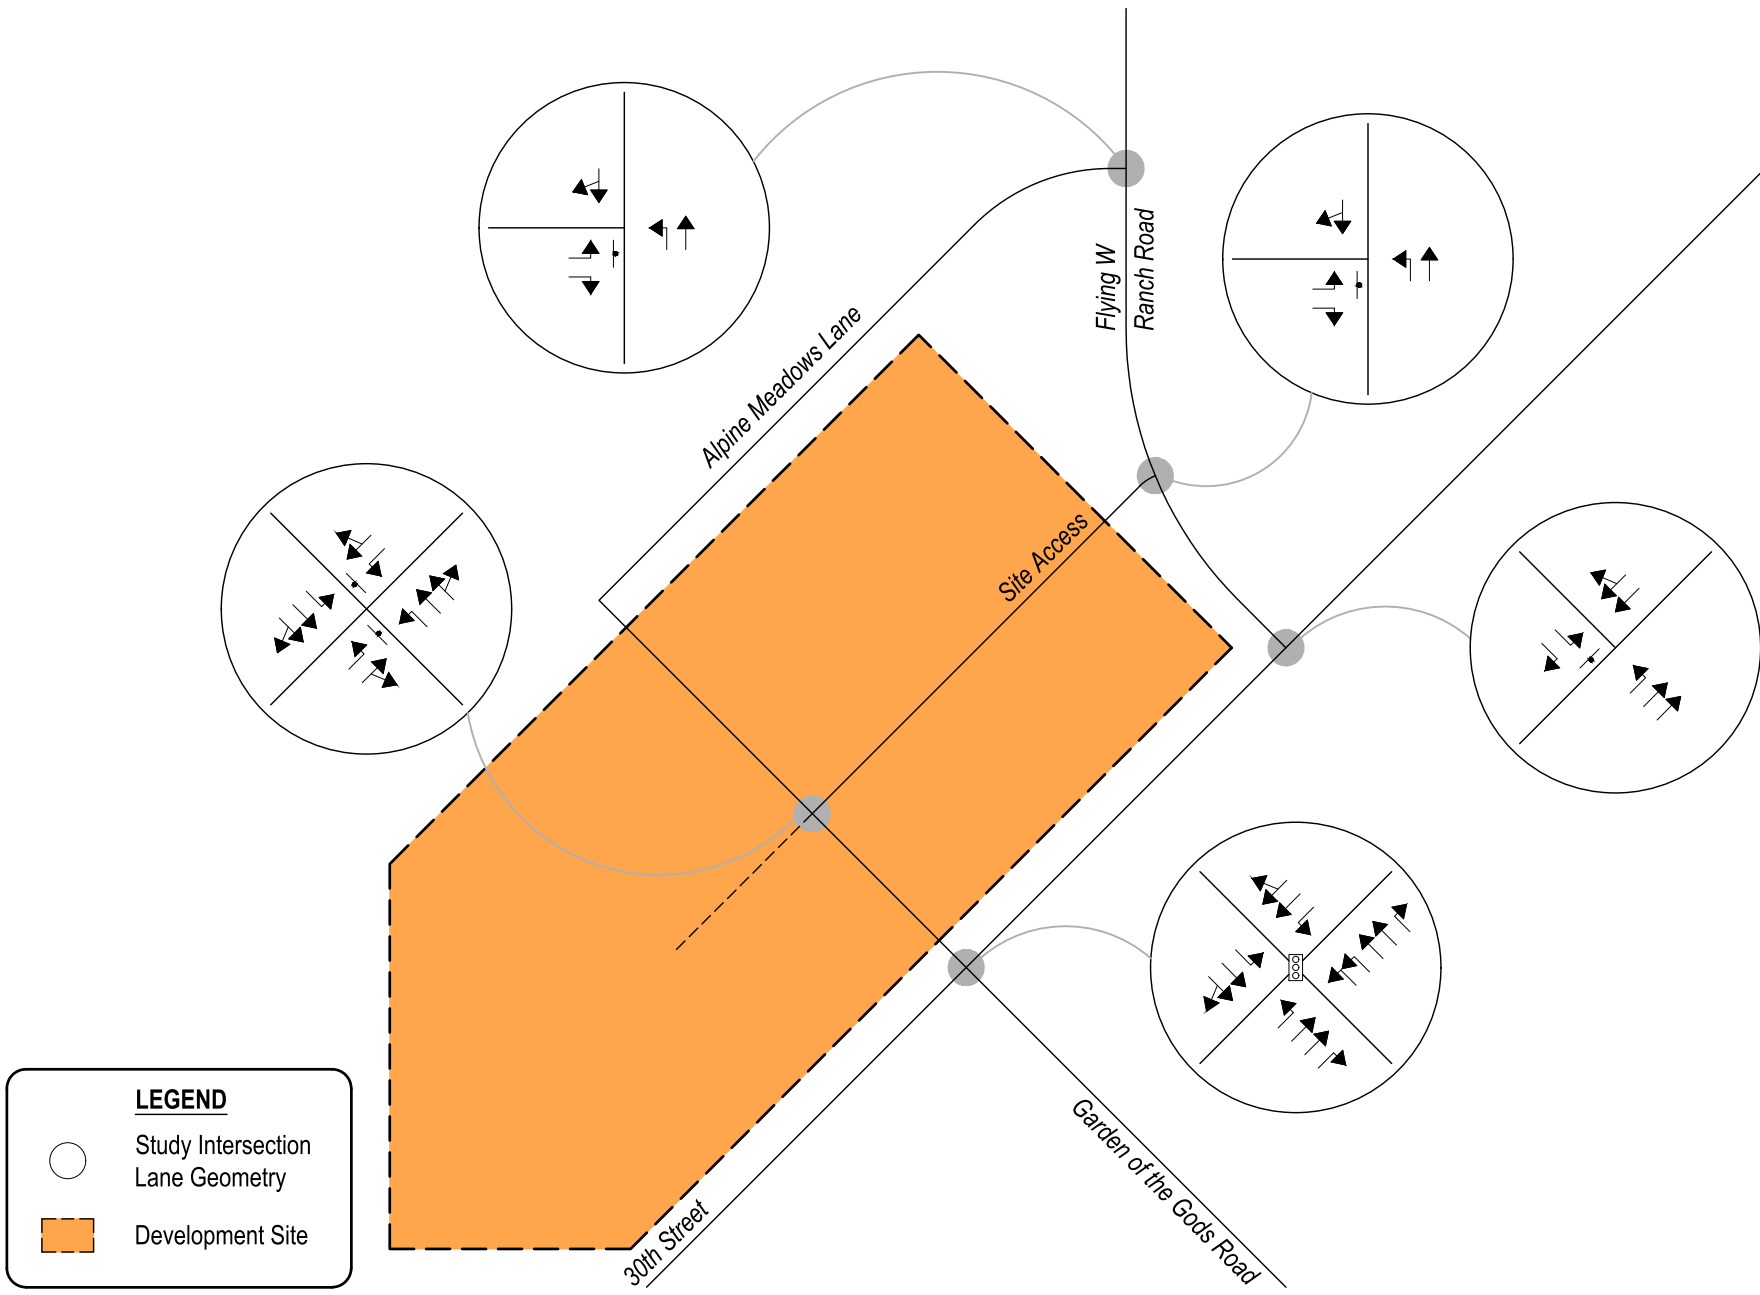 Flying W
Ranch Road
Alpine Meadows Lane
Site Access
30th Street
Garden of the Gods Road
LEGEND
Study Intersection
Lane Geometry
Development Site